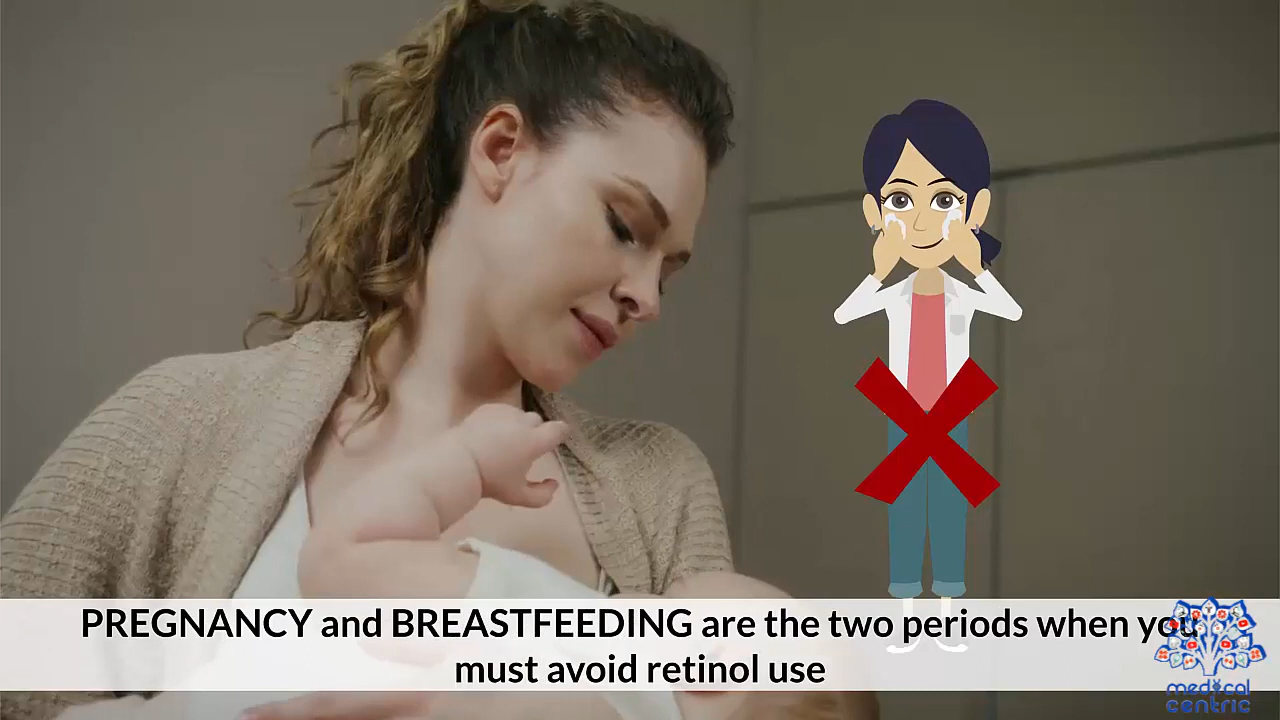 PREGNANCY and BREASTFEEDING are the two periods when you
must avoid retinol use
medical
centric